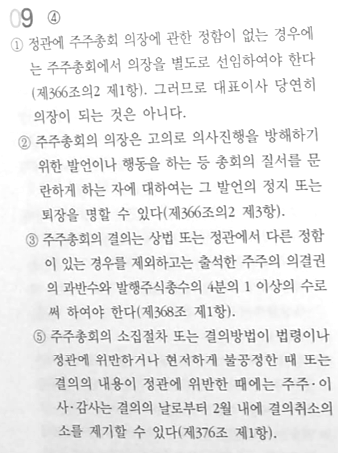 09 ④
① 정관에 주주총회 의장에 관한 정함이 없는 경우에
는 주주총회에서 의장을 별도로 선임하여야 한다
(제366조의2 제1항). 그러므로 대표이사 당연히
의장이 되는 것은 아니다.
② 주주총회의 의장은 고의로 의사진행을 방해하기
위한 발언이나 행동을 하는 등 총회의 질서를 문
란하게 하는 자에 대하여는 그 발언의 정지 또는
퇴장을 명할 수 있다(제366조의2 제3항).
③ 주주총회의 결의는 상법 또는 정관에서 다른 정함
이 있는 경우를 제외하고는 출석한 주주의 의결권
의 과반수와 발행주식총수의 4분의 1 이상의 수로
써 하여야 한다(제368조 제1항).
⑤ 주주총회의 소집절차 또는 결의방법이 법령이나
정관에 위반하거나 현저하게 불공정한 때 또는
결의의 내용이 정관에 위반한 때에는 주주·이
사·감사는 결의의 날로부터 2월 내에 결의취소의
소를 제기할 수 있다(제376조 제1항).